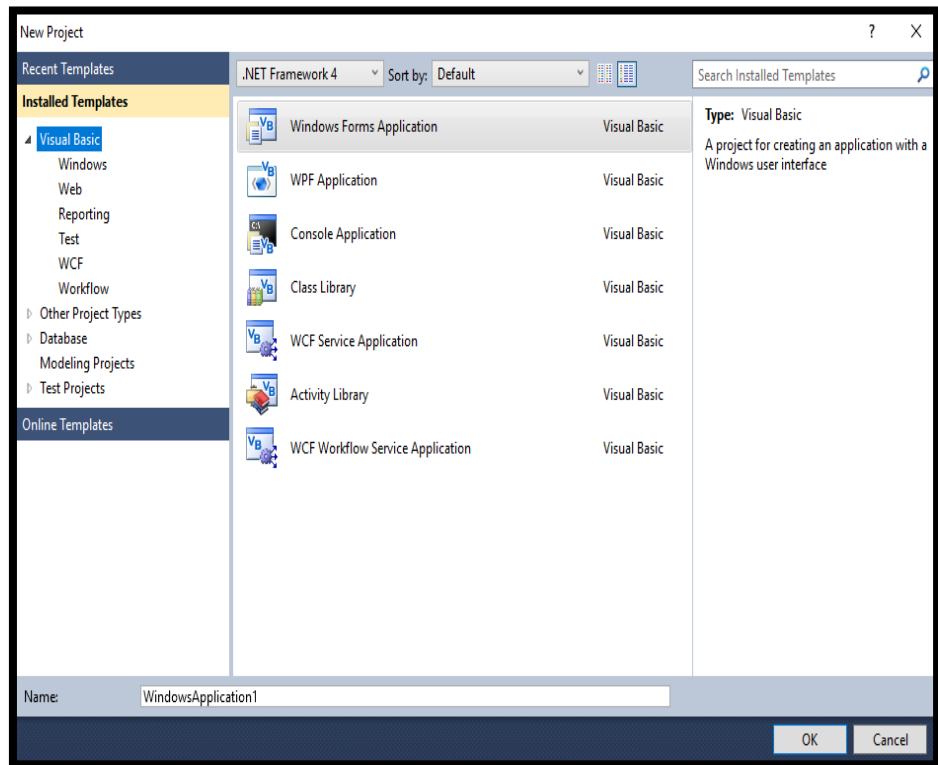 New Project
? X
Recent Templates
Installed Templates
Visual Basic
Windows
Web
Reporting
Test
WCF
Workflow
Other Project Types
Database
Modeling Projects
Test Projects
Online Templates
.NET Framework 4
Sort by: Default
Windows Forms Application Visual Basic
WPF Application Visual Basic
Console Application Visual Basic
Class Library Visual Basic
WCF Service Application Visual Basic
Activity Library Visual Basic
WCF Workflow Service Application Visual Basic
Search Installed Templates
Type: Visual Basic
A project for creating an application with a
Windows user interface
Name: WindowsApplication1
OK Cancel